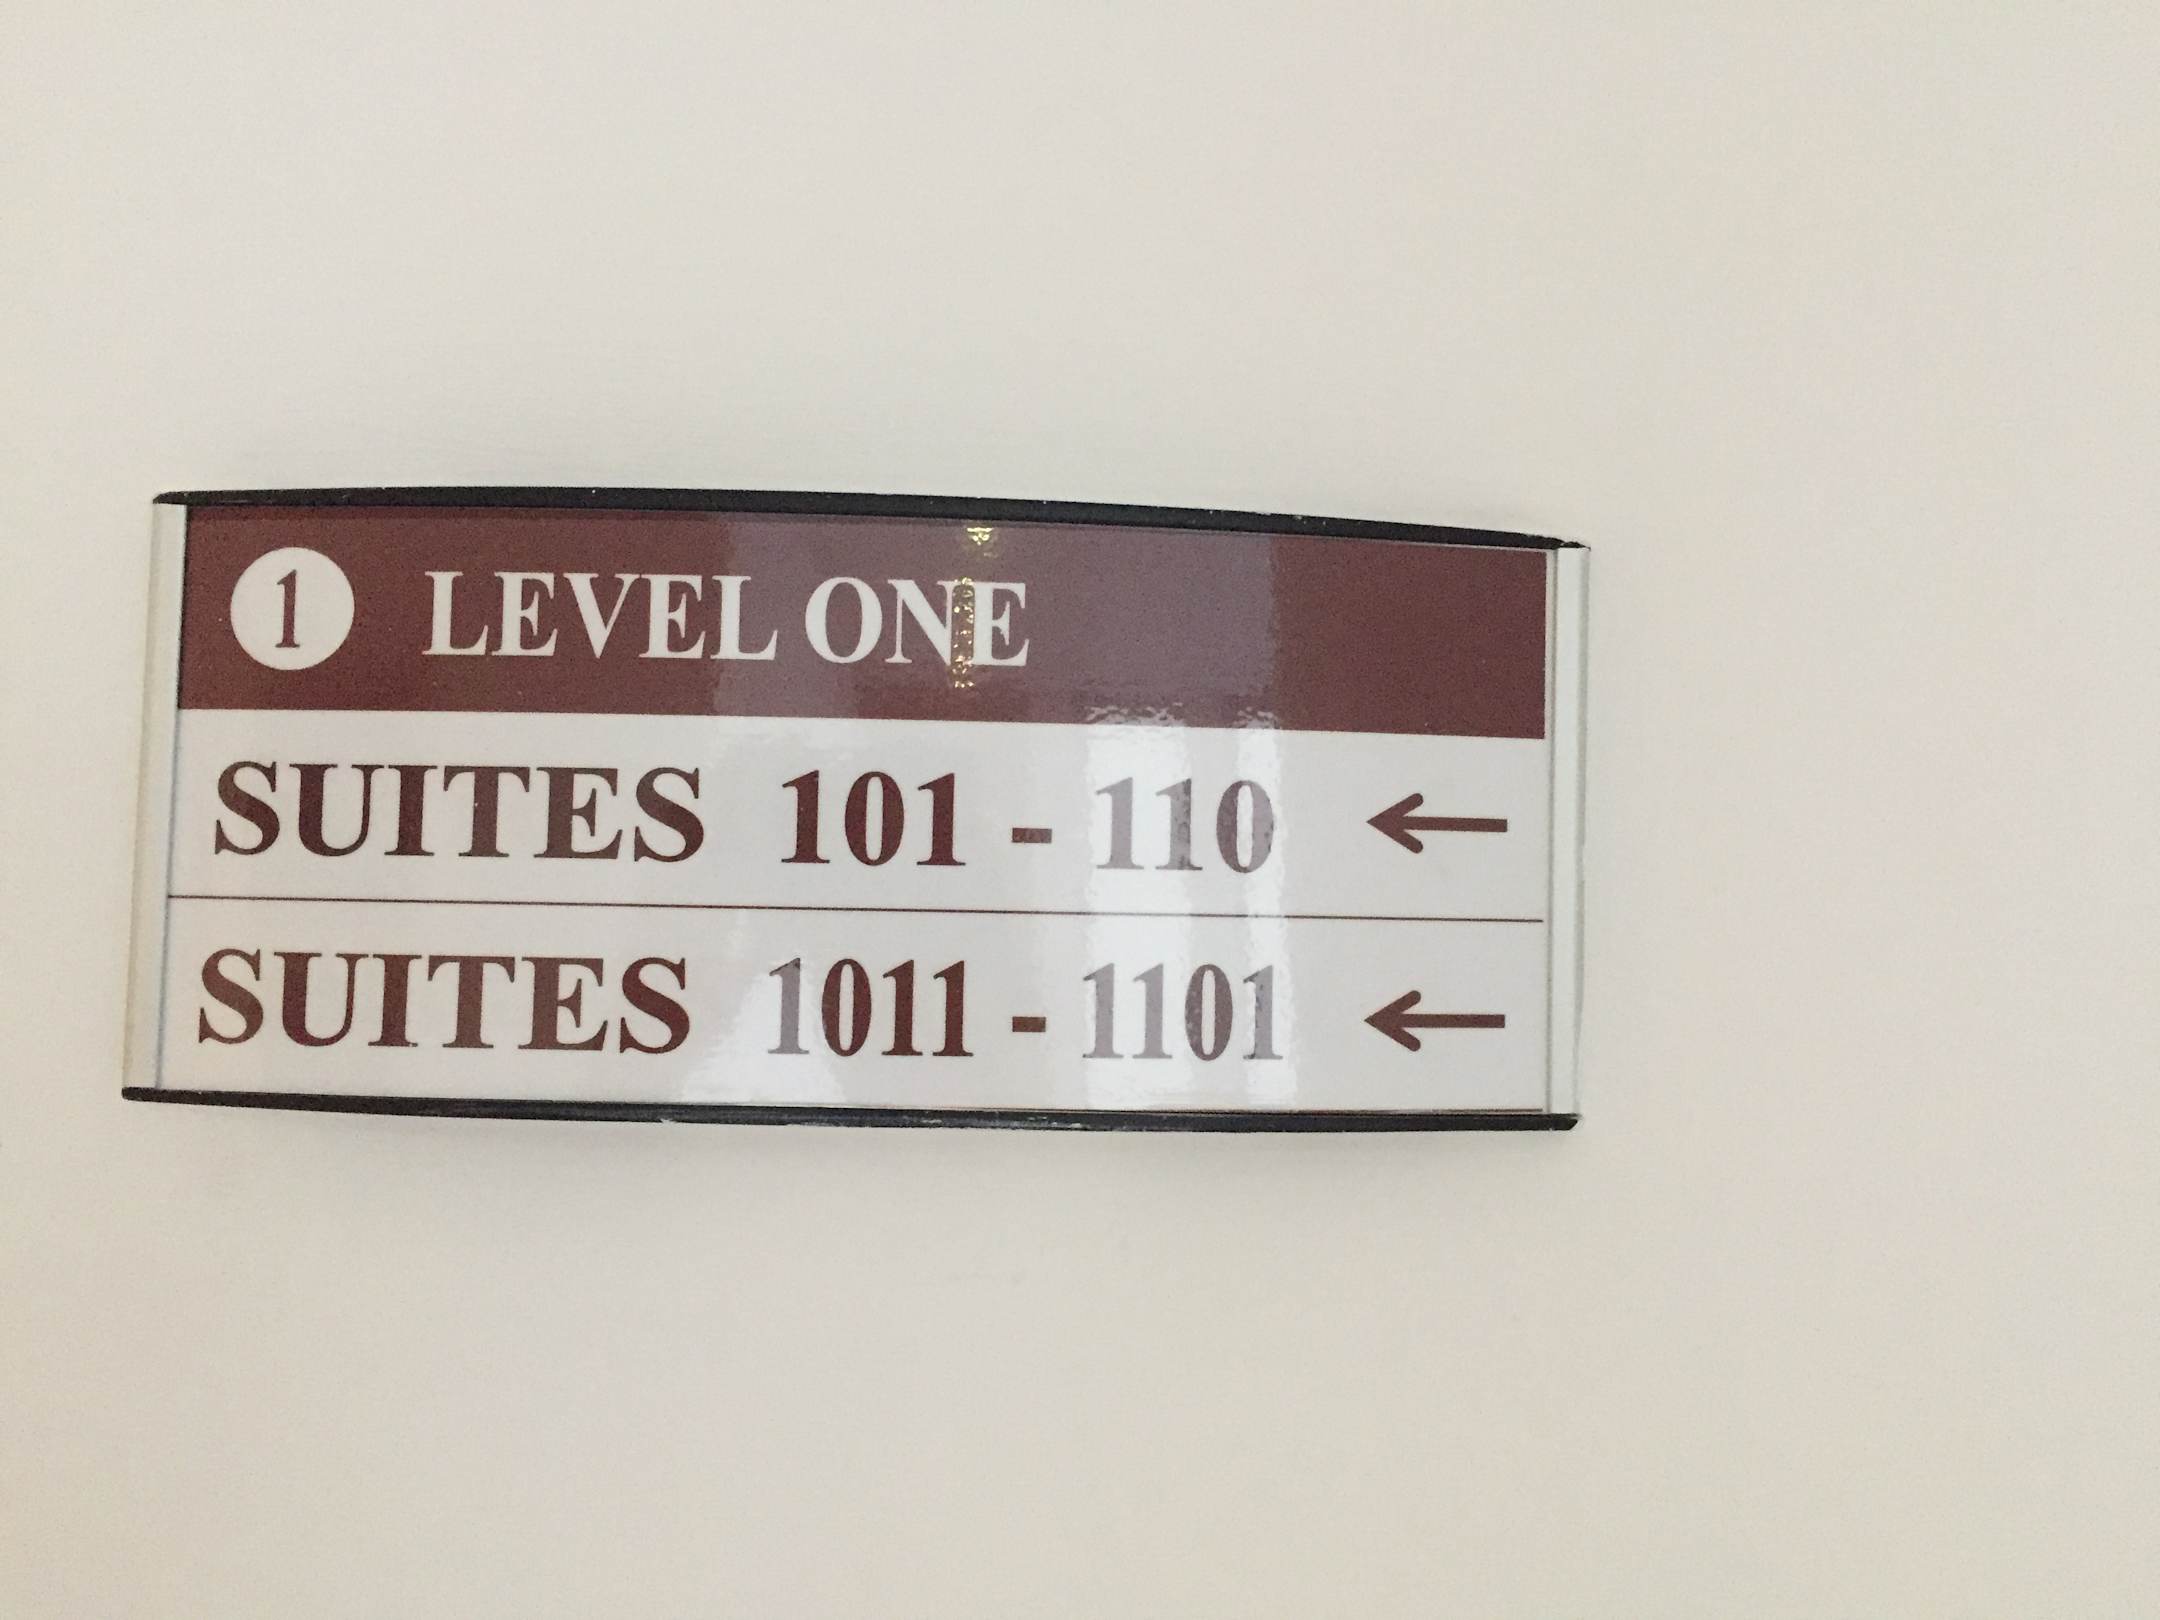 1 LEVEL ONE
SUITES 101 - 110 ←
SUITES 1011 - 1101 ←